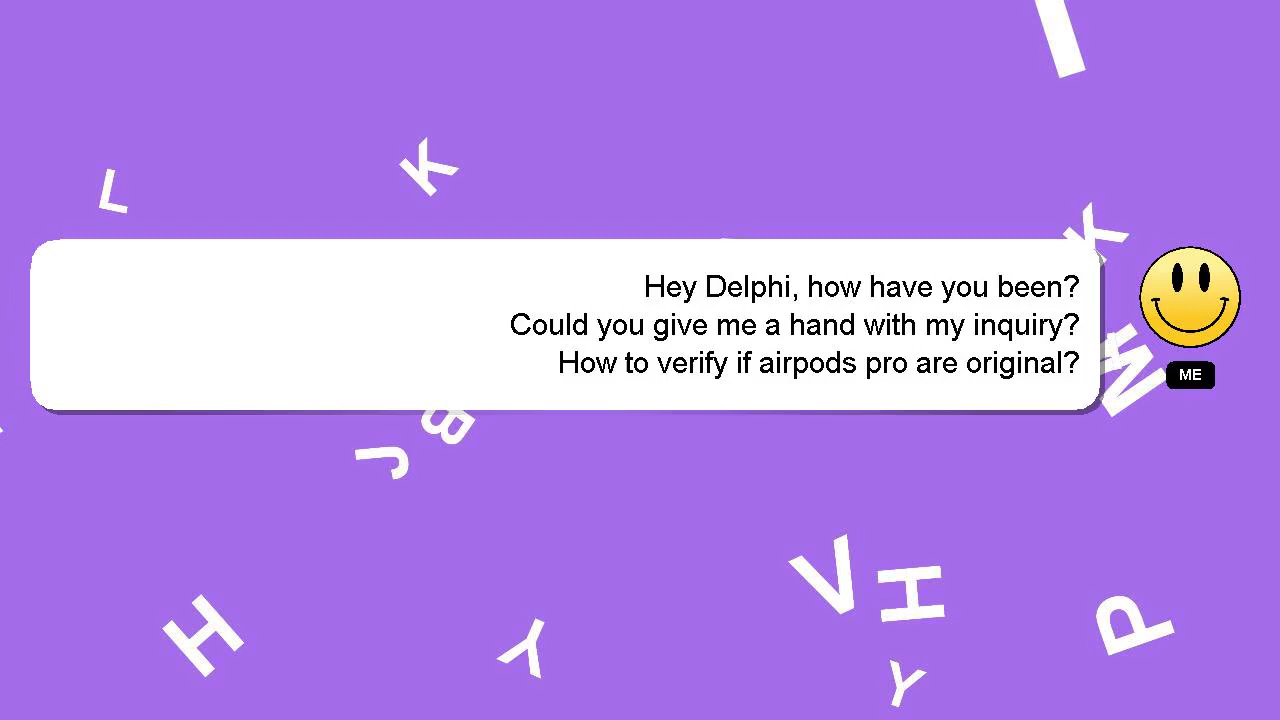 I
K
L
K
Hey Delphi, how have you been?
Could you give me a hand with my inquiry?
How to verify if airpods pro are original?
M
ME
B
J
V
H
P
H
Y
Y